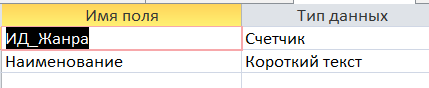 Имя поля Тип данных
ИД_Жанра Счетчик
Наименование Короткий текст